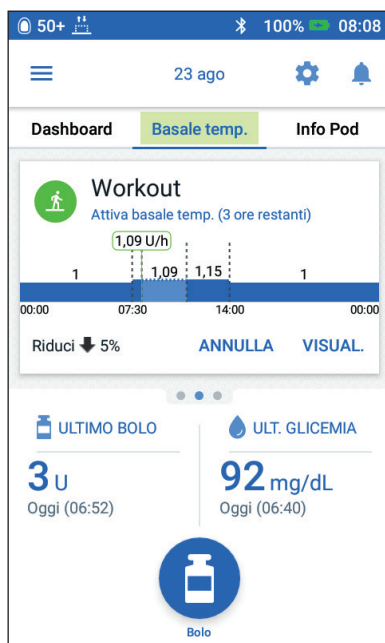 50+ 100% 08:08
23 ago
Dashboard Basale temp. Info Pod
Workout
Attiva basale temp. (3 ore restanti)
1,09 U/h
1 1,09 1,15 1
00:00 07:30 14:00 00:00
Riduci 5% ANNULLA VISUAL.
ULTIMO BOLO ULT. GLICEMIA
3 U 92 mg/dL
Oggi (06:52) Oggi (06:40)
Bolo